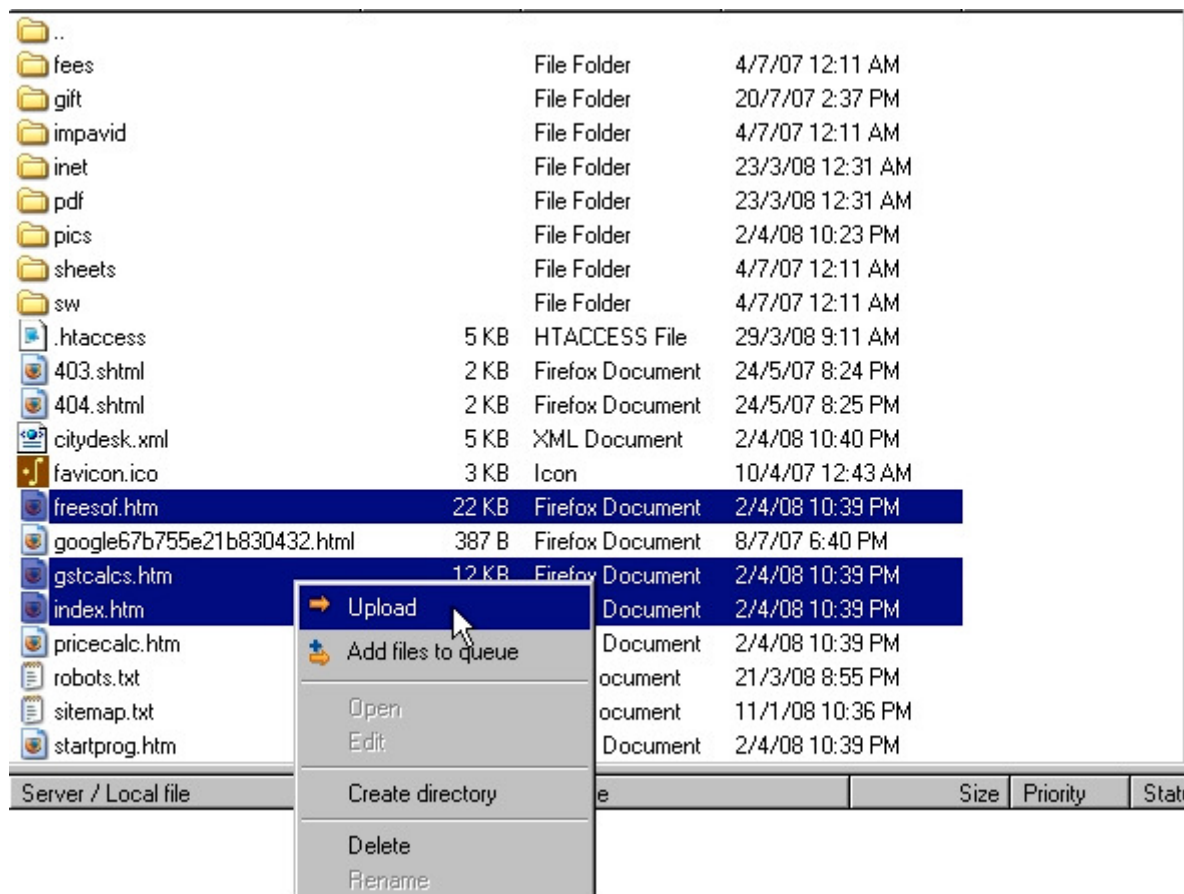 ..
fees File Folder 4/7/07 12:11 AM
gift File Folder 20/7/07 2:37 PM
impavid File Folder 4/7/07 12:11 AM
inet File Folder 23/3/08 12:31 AM
pdf File Folder 23/3/08 12:31 AM
pics File Folder 2/4/08 10:23 PM
sheets File Folder 4/7/07 12:11 AM
sw File Folder 4/7/07 12:11 AM
.htaccess 5 KB HTACCESS File 29/3/08 9:11 AM
403.shtml 2 KB Firefox Document 24/5/07 8:24 PM
404.shtml 2 KB Firefox Document 24/5/07 8:25 PM
citydesk.xml 5 KB XML Document 2/4/08 10:40 PM
favicon.ico 3 KB Icon 10/4/07 12:43 AM
freesof.htm 22 KB Firefox Document 2/4/08 10:39 PM
google67b755e21b830432.html 387 B Firefox Document 8/7/07 6:40 PM
gstcalcs.htm 12 KB Firefox Document 2/4/08 10:39 PM
index.htm Document 2/4/08 10:39 PM
pricecalc.htm Document 2/4/08 10:39 PM
robots.txt ocument 21/3/08 8:55 PM
sitemap.txt ocument 11/1/08 10:36 PM
startprog.htm Document 2/4/08 10:39 PM
Upload
Add files to queue
Open
Edit
Create directory
Delete
Rename
Server / Local file e Size Priority Stat